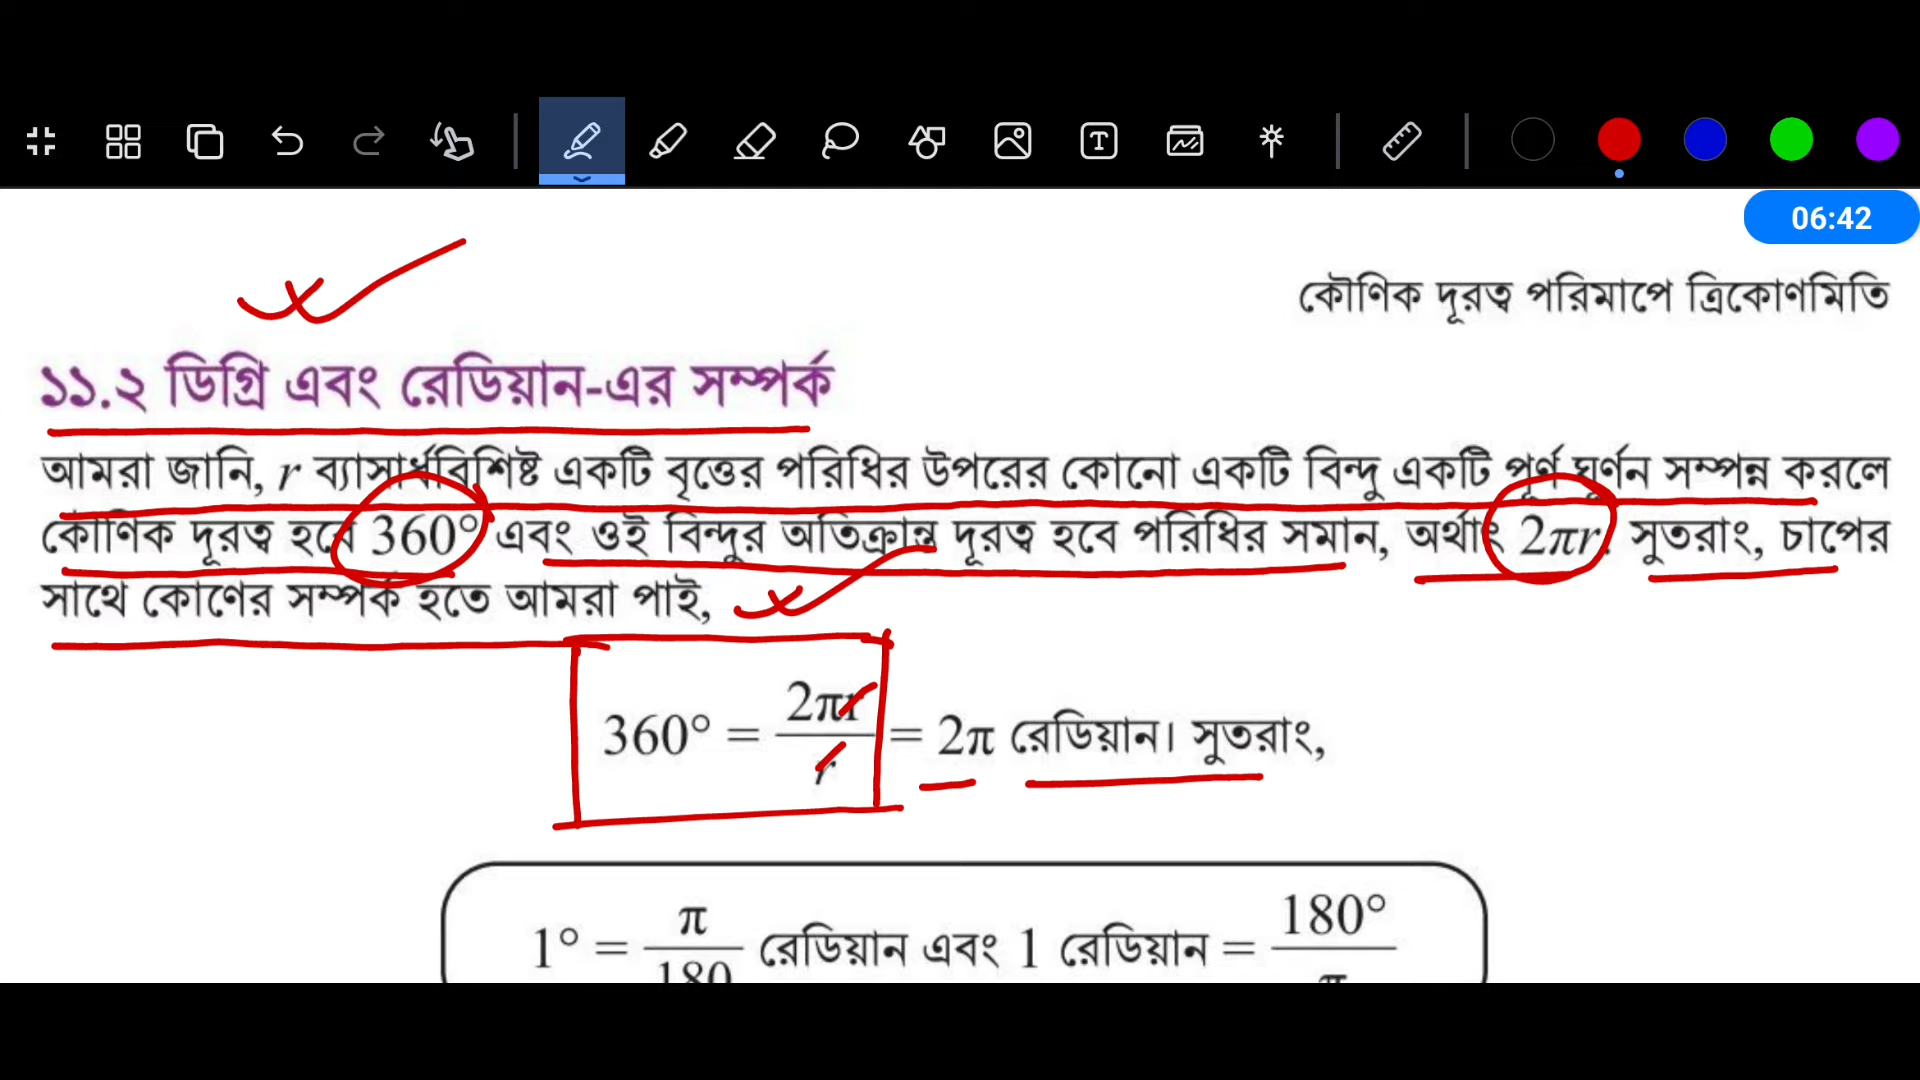 06:42
কৌণিক দূরত্ব পরিমাপে ত্রিকোণমিতি
১১.২ ডিগ্রি এবং রেডিয়ান-এর সম্পর্ক
আমরা জানি, r ব্যাসার্ধবিশিষ্ট একটি বৃত্তের পরিধির উপরের কোনো একটি বিন্দু একটি পূর্ণ ঘূর্ণন সম্পন্ন করলে
কৌণিক দূরত্ব হবে 360° এবং ওই বিন্দুর অতিক্রান্ত দূরত্ব হবে পরিধির সমান, অর্থাৎ 2πr. সুতরাং, চাপের
সাথে কোণের সম্পর্ক হতে আমরা পাই,
360° = 2πr/r = 2π রেডিয়ান। সুতরাং,
1° = π/180 রেডিয়ান এবং 1 রেডিয়ান = 180°/π